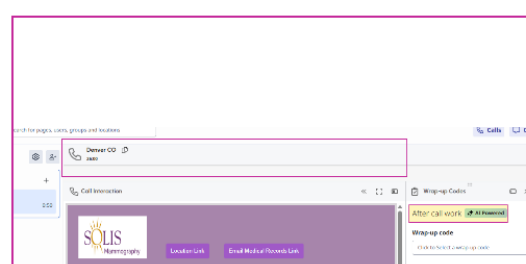 search for pages, users, groups and locations
Calls
Denver CO
Call Interaction
Wrap-up Codes
After call work
AI Powered
Wrap-up code
Click to Select a wrap-up code
SOLIS
Mammography
Location Link
Email Medical Records Link